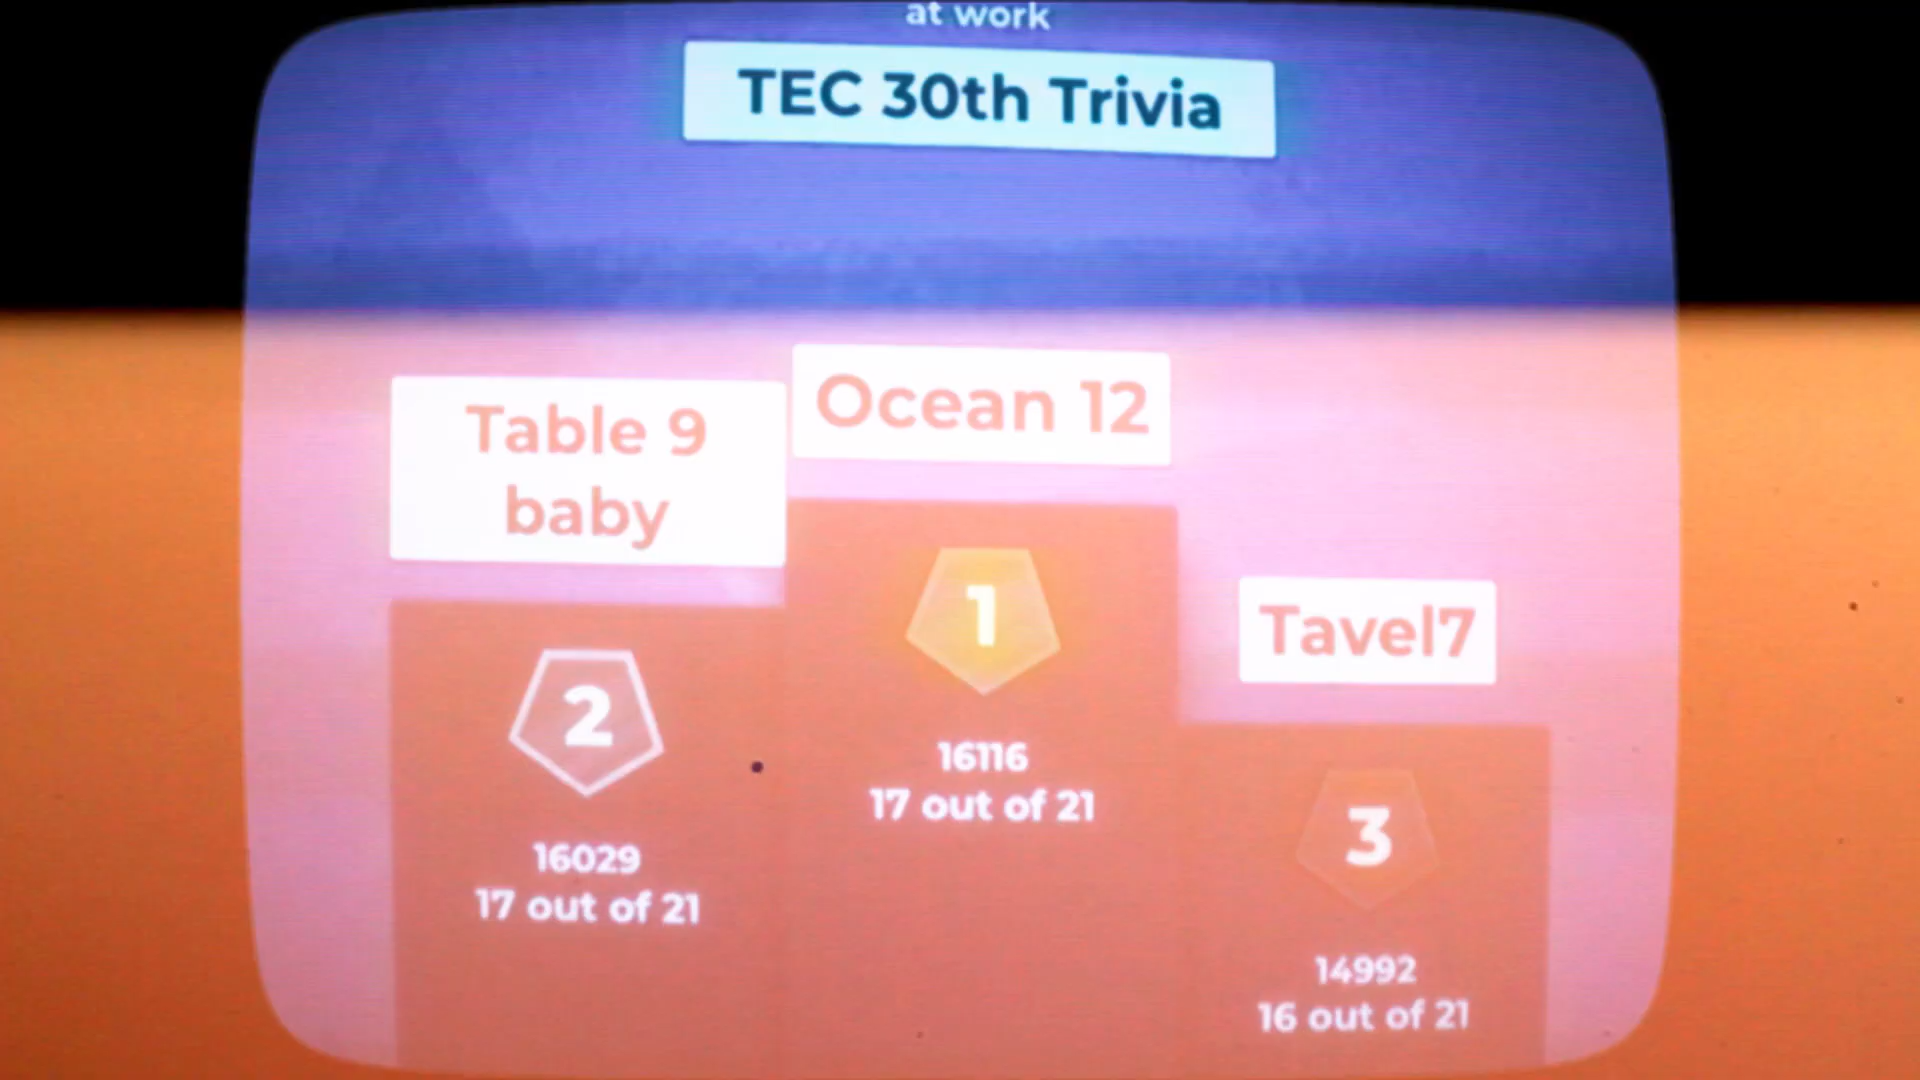 at work
TEC 30th Trivia
Ocean 12
Table 9
baby
Tavel7
1
16116
17 out of 21
2
16029
17 out of 21
3
14992
16 out of 21